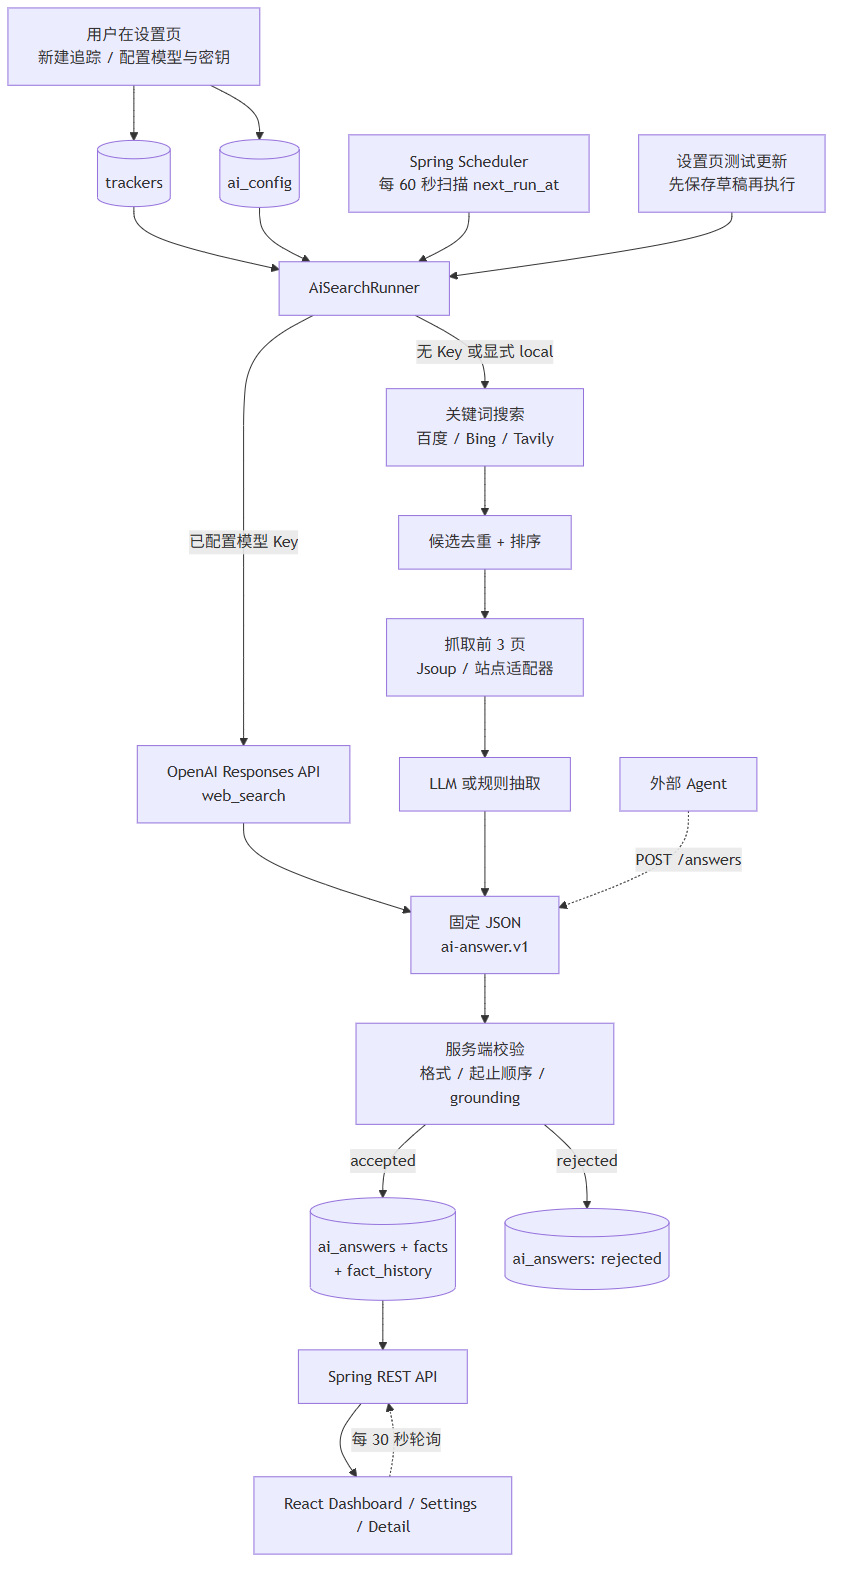 用户在设置页
新建追踪 / 配置模型与密钥
trackers
ai_config
Spring Scheduler
每 60 秒扫描 next_run_at
设置页测试更新
先保存草稿再执行
AiSearchRunner
无 Key 或显式 local
关键词搜索
百度 / Bing / Tavily
候选去重 + 排序
已配置模型 Key
抓取前 3 页
Jsoup / 站点适配器
OpenAI Responses API
web_search
LLM 或规则抽取
外部 Agent
POST /answers
固定 JSON
ai-answer.v1
服务端校验
格式 / 起止顺序 /
grounding
accepted
rejected
ai_answers + facts
+ fact_history
ai_answers: rejected
Spring REST API
每 30 秒轮询
React Dashboard / Settings
/ Detail